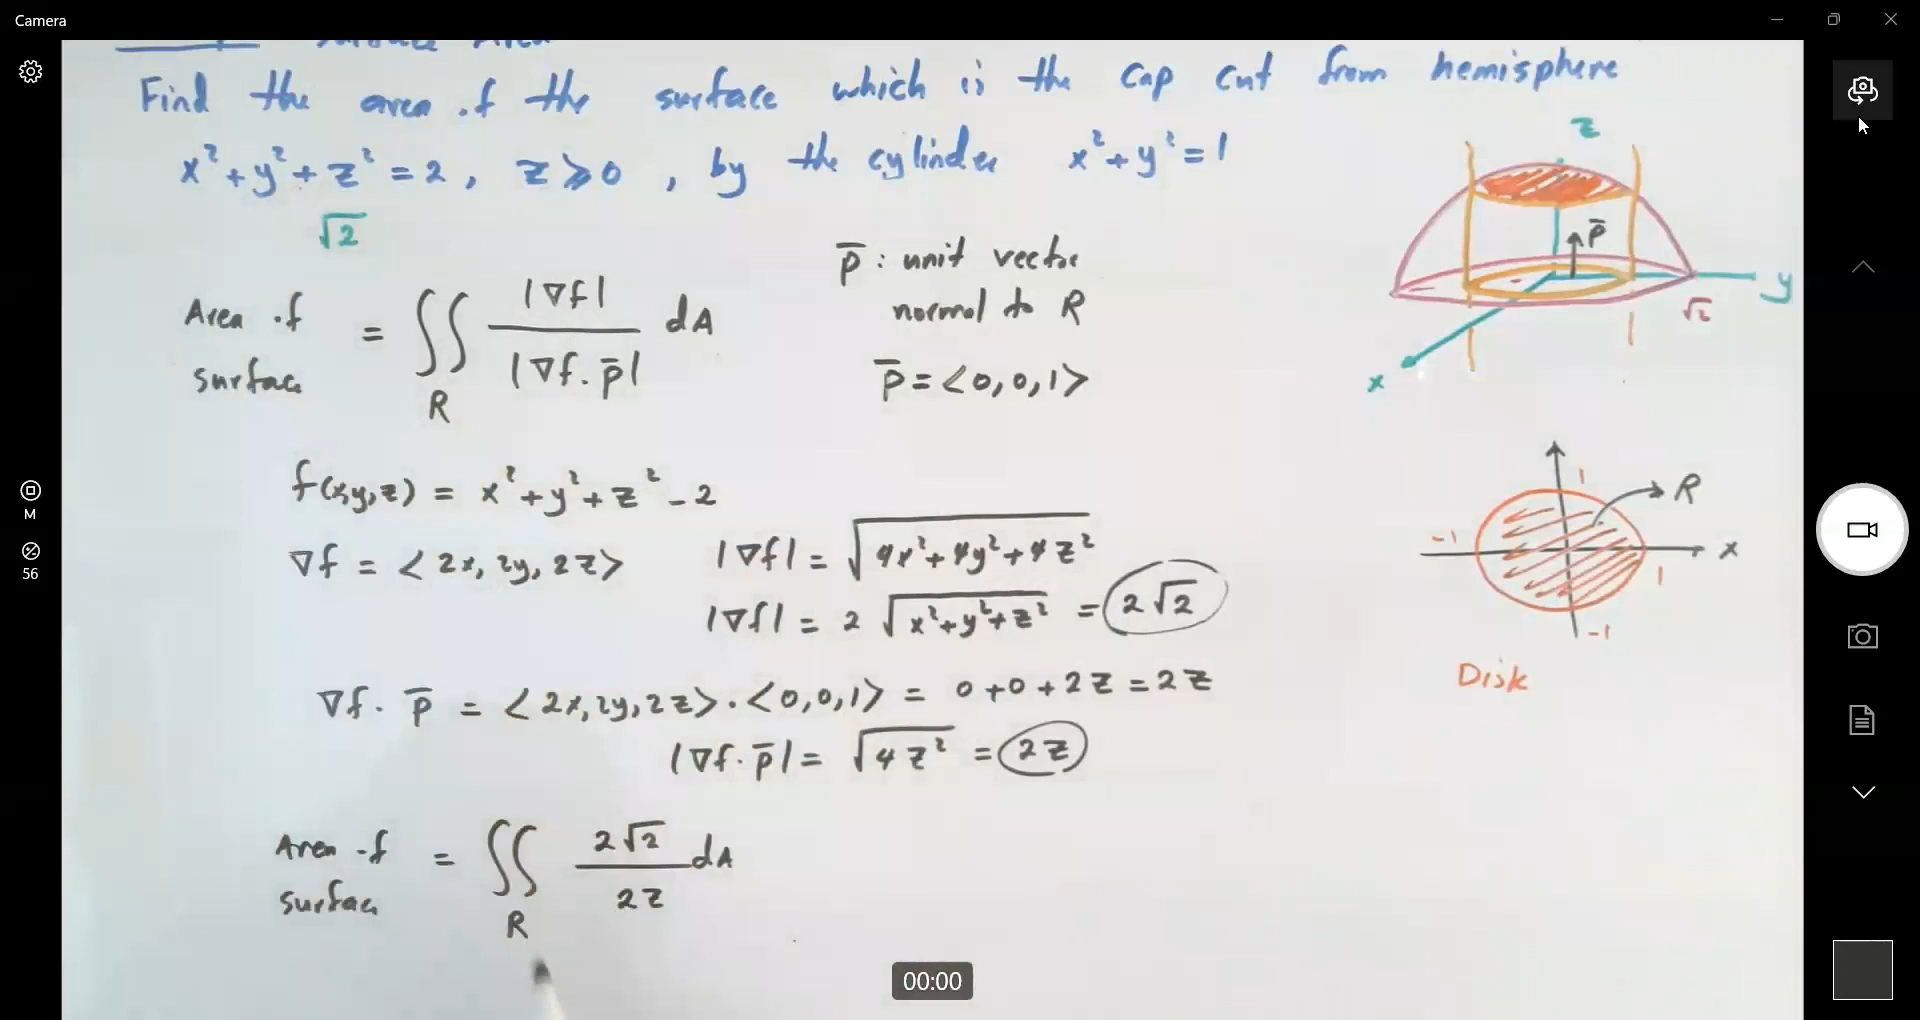 Camera
Surface Area
Find the area of the surface which is the cap cut from hemisphere
x² + y² + z² = 2, z ⩾ 0, by the cylinder x² + y² = 1
√2
Area of surface = ∬_R |∇f| / |∇f · p̄| dA
p̄ : unit vector
normal to R
p̄ = <0, 0, 1>
z
p̄
y
√2
x
f(x,y,z) = x² + y² + z² - 2
∇f = <2x, 2y, 2z>
|∇f| = √(4x² + 4y² + 4z²)
|∇f| = 2 √(x² + y² + z²) = 2√2
∇f · p̄ = <2x, 2y, 2z> · <0, 0, 1> = 0 + 0 + 2z = 2z
|∇f · p̄| = √(4z²) = 2z
Area of surface = ∬_R 2√2 / 2z dA
1
R
-1
x
1
-1
Disk
M
56
00:00